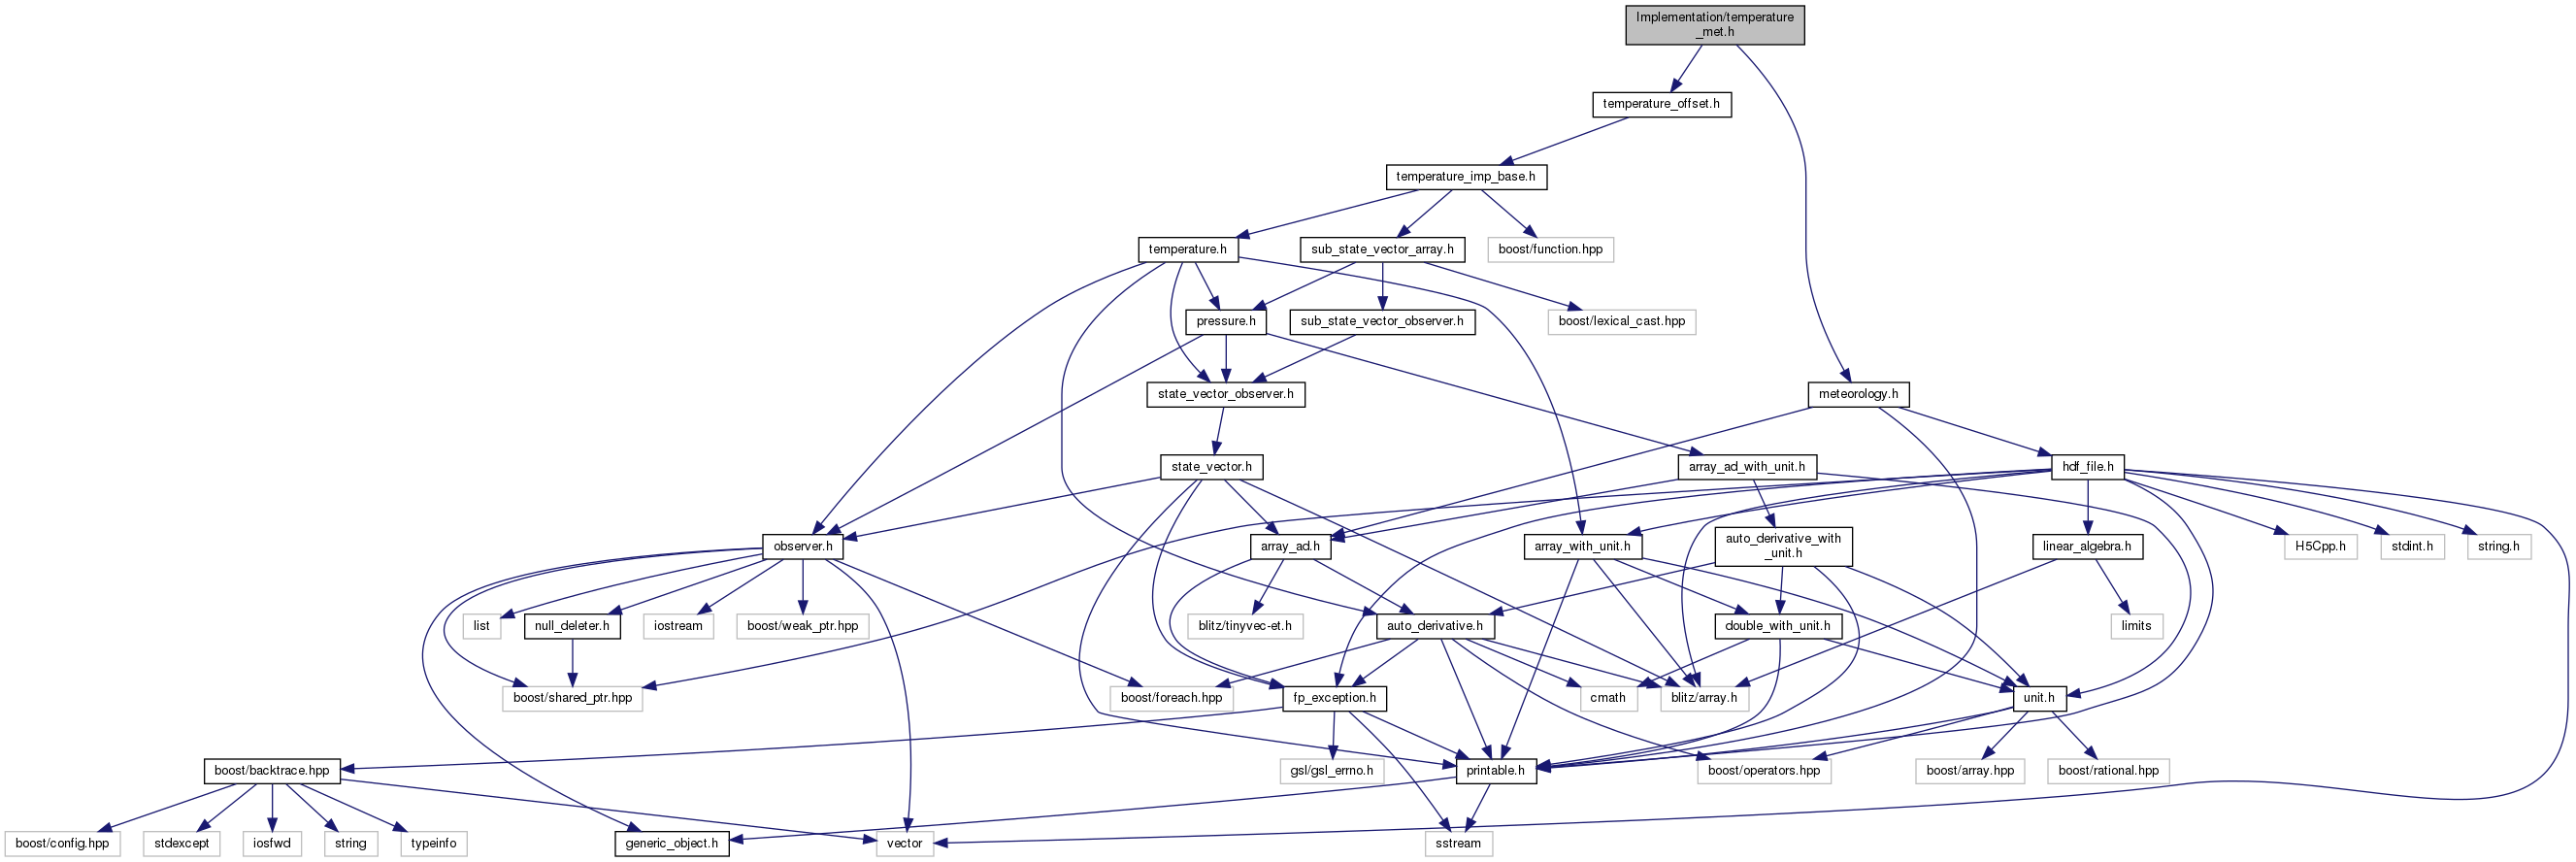 Implementation/temperature
_met.h
temperature_offset.h
temperature_imp_base.h
temperature.h
sub_state_vector_array.h
boost/function.hpp
pressure.h
sub_state_vector_observer.h
boost/lexical_cast.hpp
state_vector_observer.h
meteorology.h
state_vector.h
array_ad_with_unit.h
hdf_file.h
observer.h
array_ad.h
array_with_unit.h
auto_derivative_with
_unit.h
linear_algebra.h
H5Cpp.h
stdint.h
string.h
list
null_deleter.h
iostream
boost/weak_ptr.hpp
blitz/tinyvec-et.h
auto_derivative.h
double_with_unit.h
limits
boost/shared_ptr.hpp
boost/foreach.hpp
fp_exception.h
cmath
blitz/array.h
unit.h
boost/backtrace.hpp
gsl/gsl_errno.h
printable.h
boost/operators.hpp
boost/array.hpp
boost/rational.hpp
boost/config.hpp
stdexcept
iosfwd
string
typeinfo
generic_object.h
vector
sstream